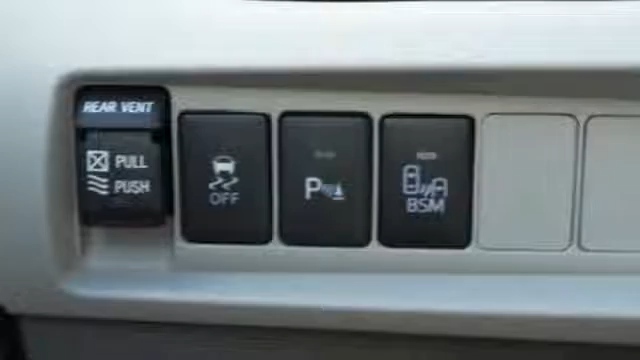 REAR VENT
PULL
PUSH
OFF
P
BSM